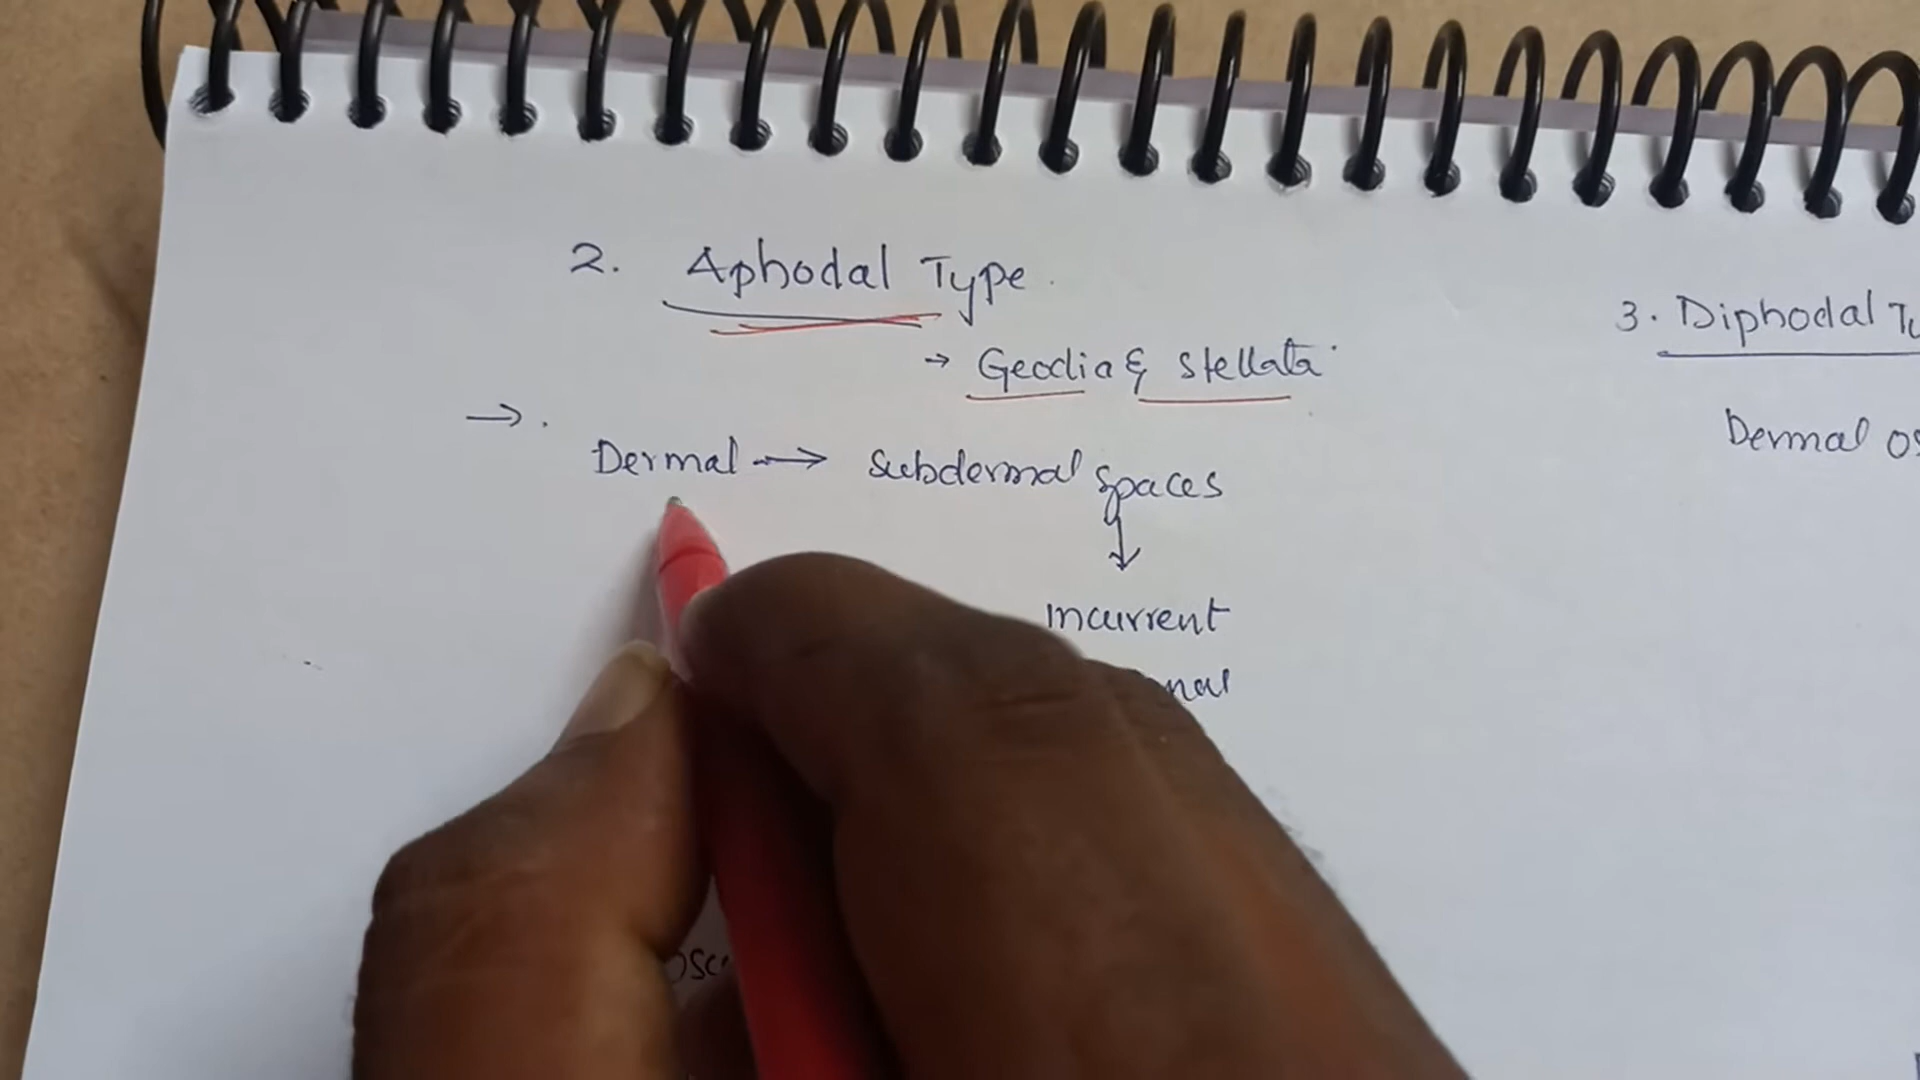 2. Aphodal Type
→ Geodia & Stellata
→ .
Dermal → Subdermal spaces
↓
Incurrent
3. Diphodal
Dermal